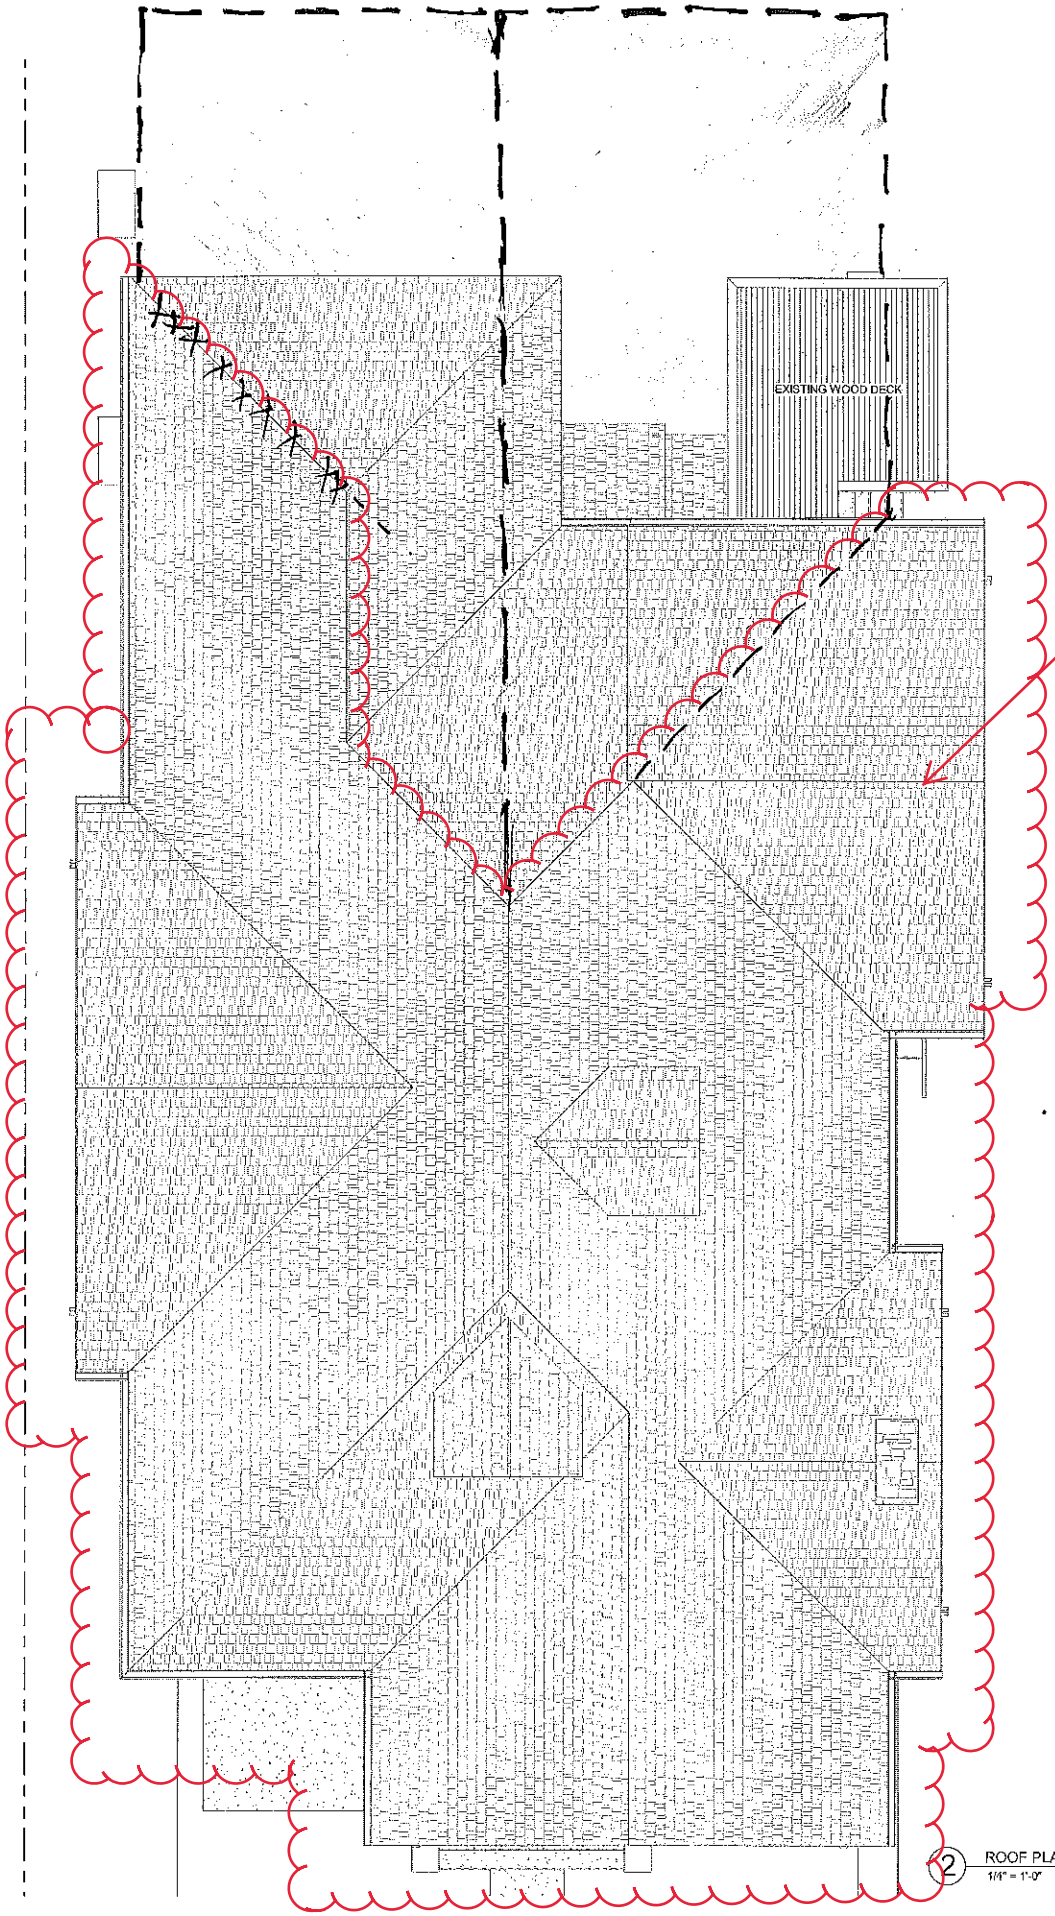 EXISTING WOOD DECK
2
ROOF PLA
1/4" = 1'-0"